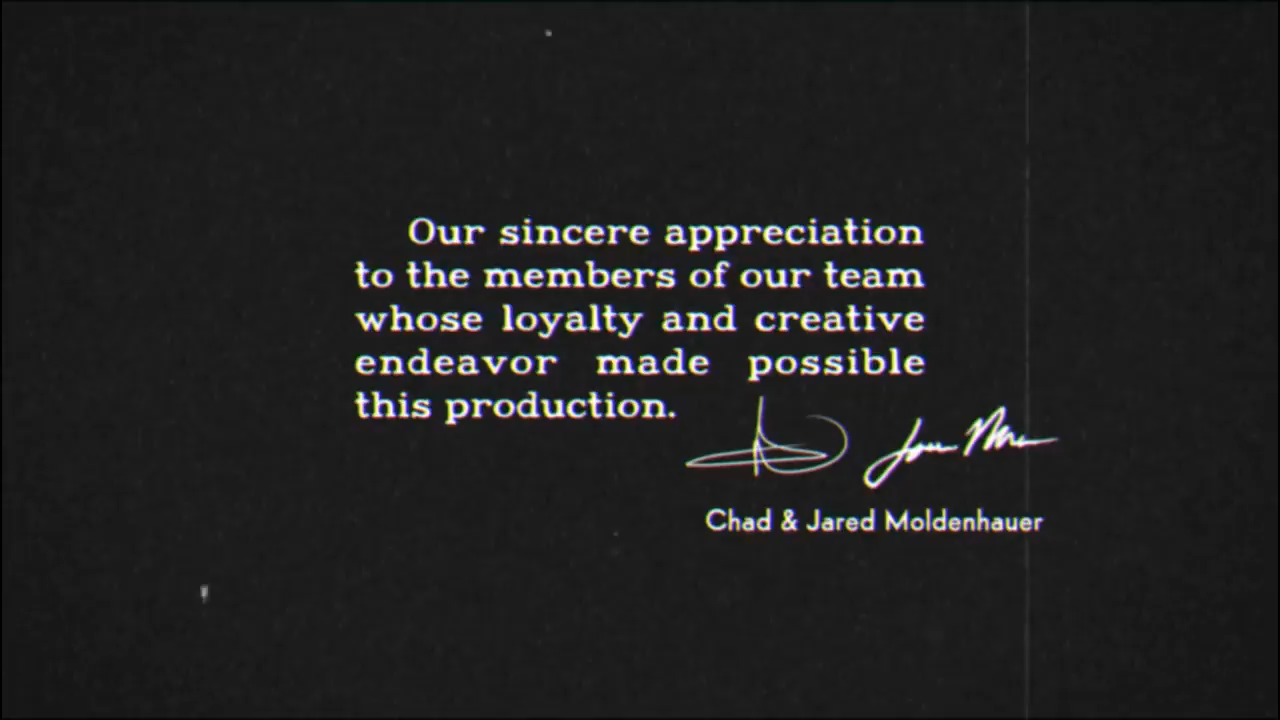 Our sincere appreciation
to the members of our team
whose loyalty and creative
endeavor made possible
this production.
Chad & Jared Moldenhauer